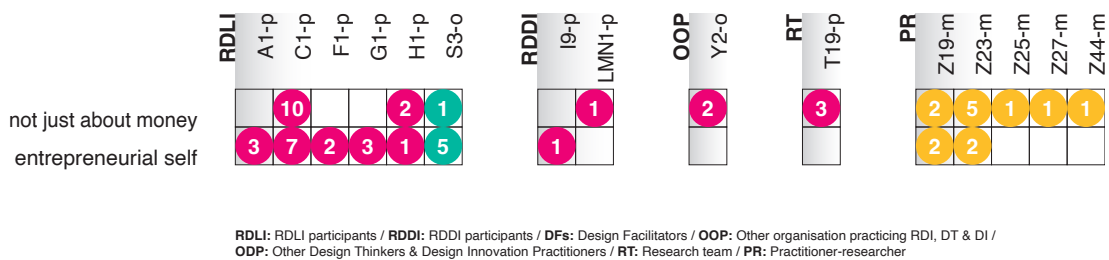 RDLI A1-p C1-p F1-p G1-p H1-p S3-o RDDI I9-p LMN1-p OOP Y2-o RT T19-p PR Z19-m Z23-m Z25-m Z27-m Z44-m
not just about money 10 2 1 1 2 3 2 5 1 1 1
entrepreneurial self 3 7 2 3 1 5 1 2 2
RDLI: RDLI participants / RDDI: RDDI participants / DFs: Design Facilitators / OOP: Other organisation practicing RDI, DT & DI /
ODP: Other Design Thinkers & Design Innovation Practitioners / RT: Research team / PR: Practitioner-researcher